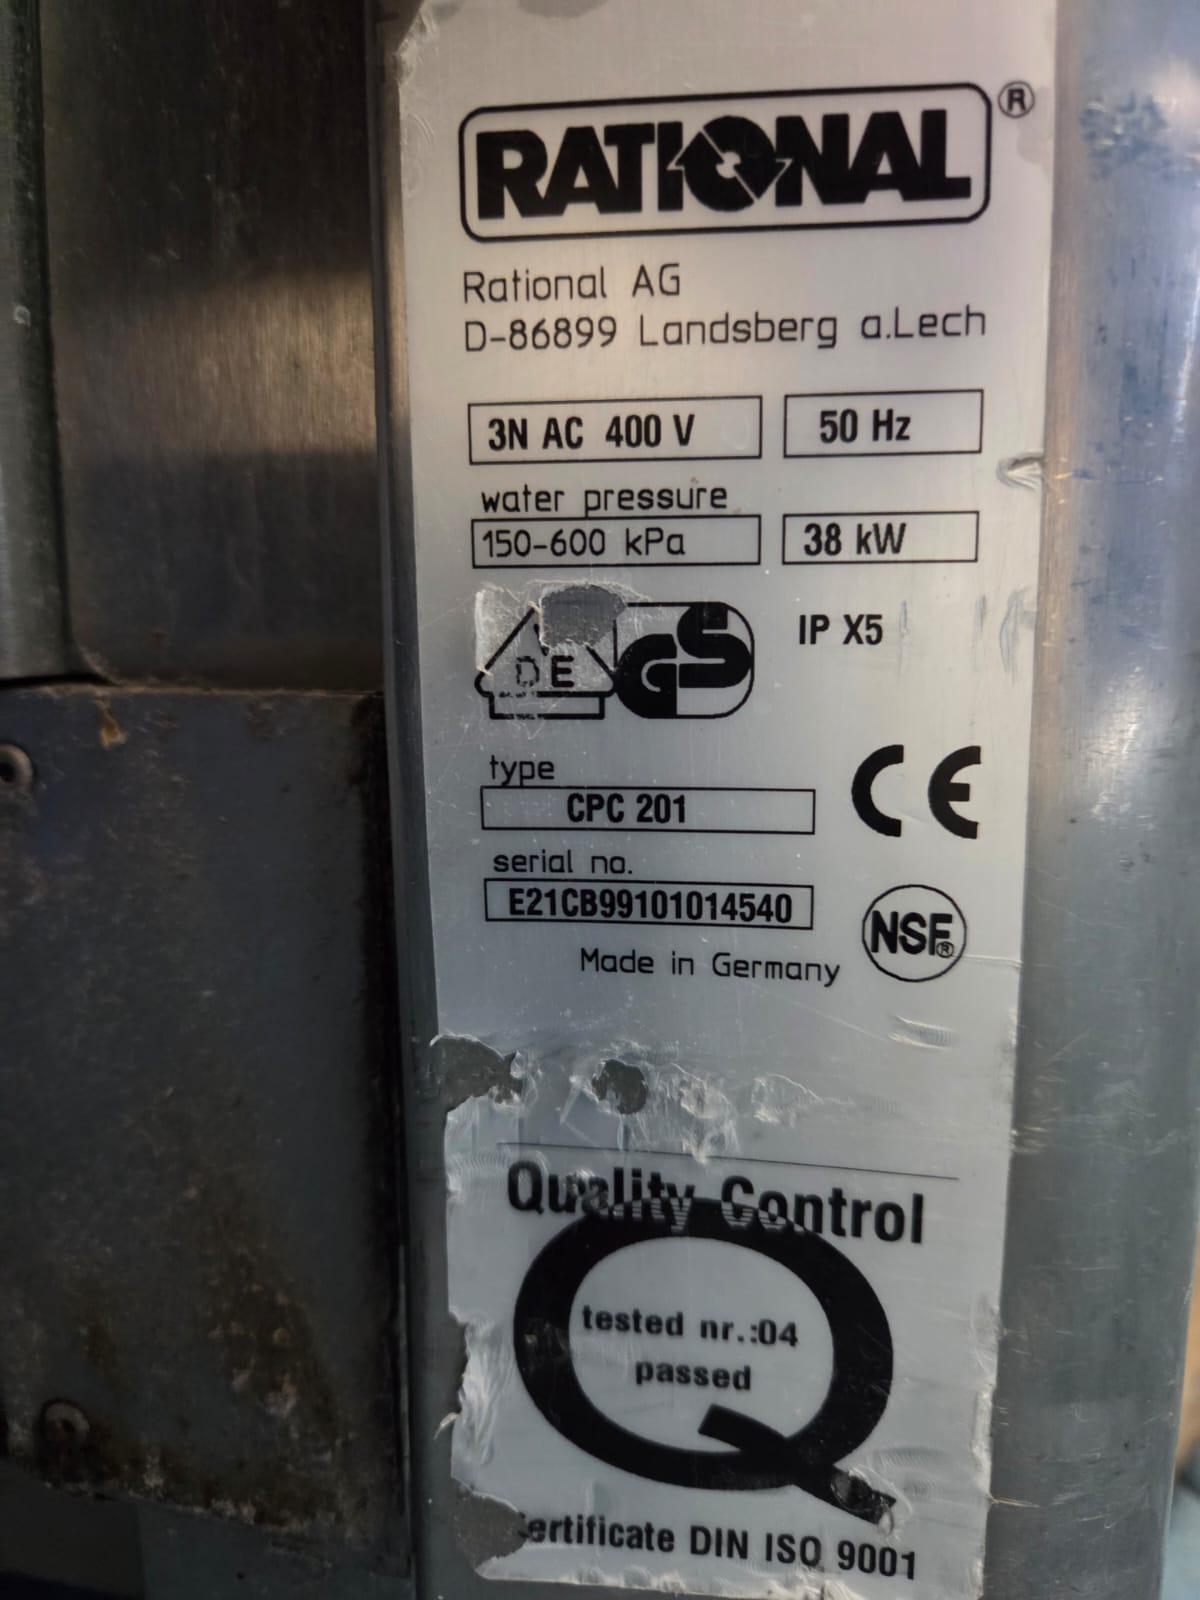 RATIONAL ®
Rational AG
D-86899 Landsberg a.Lech
3N AC 400 V 50 Hz
water pressure
150-600 kPa 38 kW
DE GS IP X5
type
CPC 201 CE
serial no.
E21CB99101014540
NSF®
Made in Germany
Quality Control
tested nr.:04
passed
ertificate DIN ISO 9001